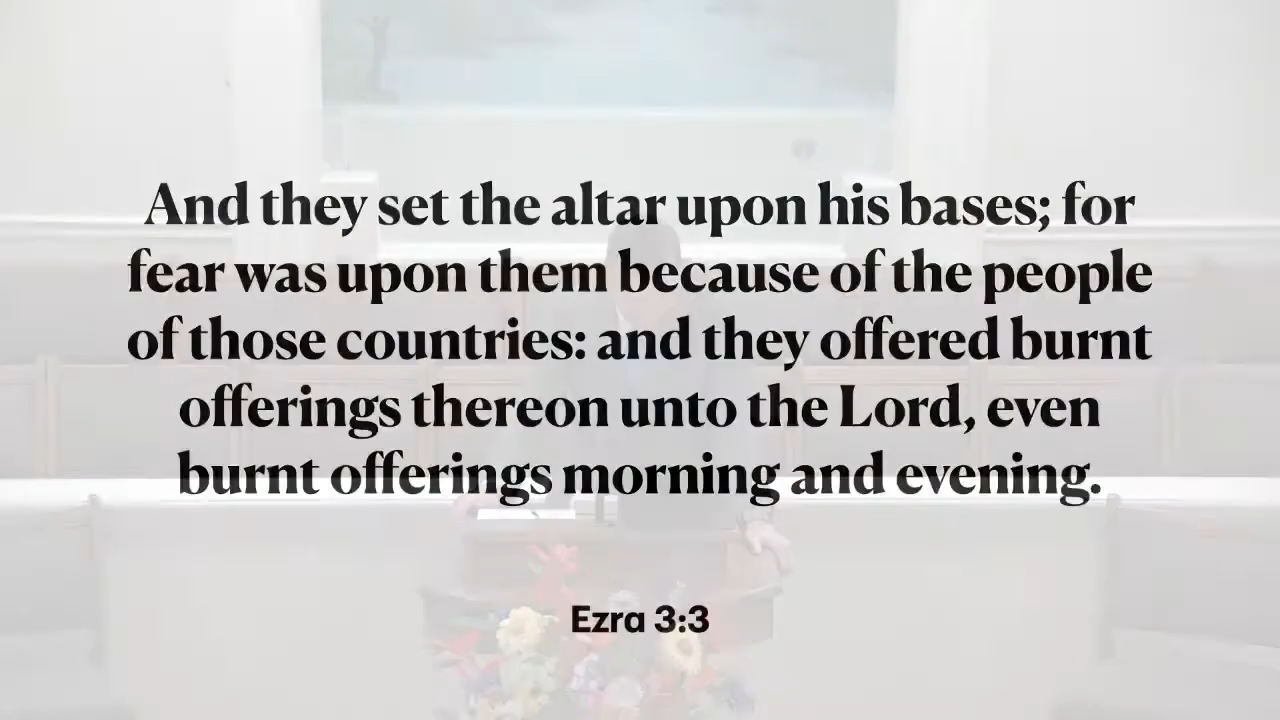 And they set the altar upon his bases; for
fear was upon them because of the people
of those countries: and they offered burnt
offerings thereon unto the Lord, even
burnt offerings morning and evening.
Ezra 3:3